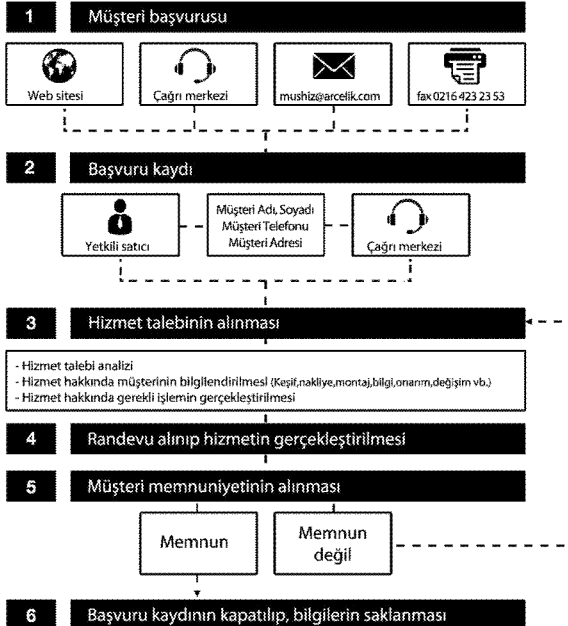 1 Müşteri başvurusu
Web sitesi
Çağrı merkezi
mushiz@arcelik.com
fax 0216 423 23 53
2 Başvuru kaydı
Yetkili satıcı
Müşteri Adı, Soyadı
Müşteri Telefonu
Müşteri Adresi
Çağrı merkezi
3 Hizmet talebinin alınması
- Hizmet talebi analizi
- Hizmet hakkında müşterinin bilgilendirilmesi (Keşif,nakliye,montaj,bilgi,onarım,değişim vb.)
- Hizmet hakkında gerekli işlemin gerçekleştirilmesi
4 Randevu alınıp hizmetin gerçekleştirilmesi
5 Müşteri memnuniyetinin alınması
Memnun
Memnun
değil
6 Başvuru kaydının kapatılıp, bilgilerin saklanması